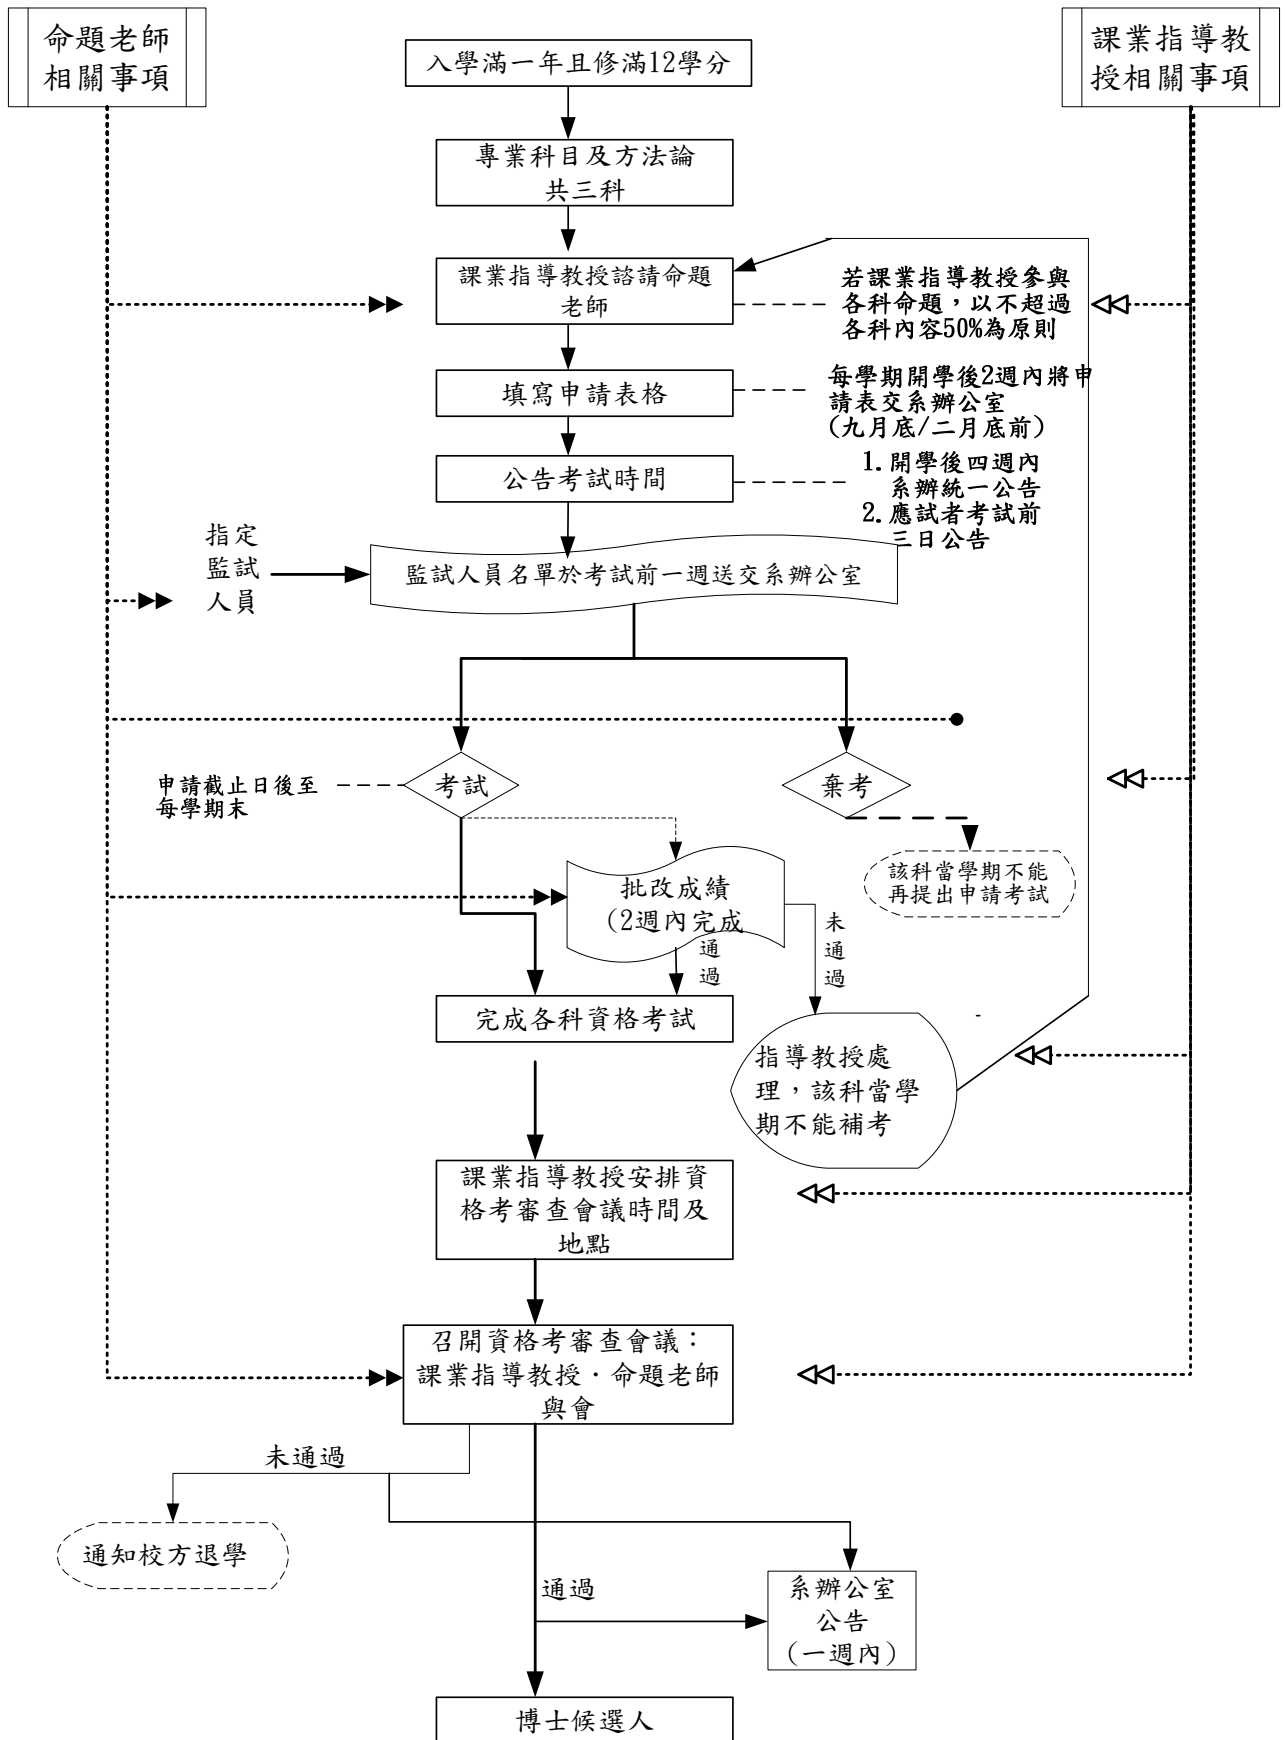 命題老師
相關事項
課業指導教
授相關事項
入學滿一年且修滿12學分
專業科目及方法論
共三科
課業指導教授諮請命題
老師
若課業指導教授參與
各科命題，以不超過
各科內容50%為原則
填寫申請表格
每學期開學後2週內將申
請表交系辦公室
(九月底/二月底前)
公告考試時間
1.開學後四週內
系辦統一公告
2.應試者考試前
三日公告
指定
監試
人員
監試人員名單於考試前一週送交系辦公室
申請截止日後至
每學期末
考試
棄考
該科當學期不能
再提出申請考試
批改成績
(2週內完成
通
過
未
通
過
完成各科資格考試
-
指導教授處
理，該科當學
期不能補考
課業指導教授安排資
格考審查會議時間及
地點
召開資格考審查會議：
課業指導教授．命題老師
與會
未通過
通知校方退學
通過
系辦公室
公告
(一週內)
博士候選人